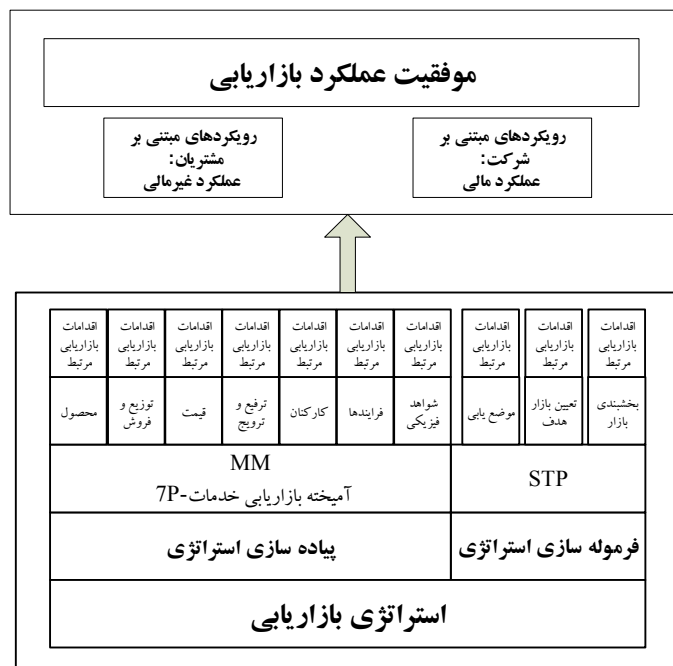 موفقیت عملکرد بازاریابی
رویکردهای مبتنی بر
شرکت:
عملکرد مالی
رویکردهای مبتنی بر
مشتریان:
عملکرد غیرمالی
اقدامات
بازاریابی
مرتبط
اقدامات
بازاریابی
مرتبط
اقدامات
بازاریابی
مرتبط
اقدامات
بازاریابی
مرتبط
اقدامات
بازاریابی
مرتبط
اقدامات
بازاریابی
مرتبط
اقدامات
بازاریابی
مرتبط
اقدامات
بازاریابی
مرتبط
اقدامات
بازاریابی
مرتبط
اقدامات
بازاریابی
مرتبط
بخشبندی
بازار
تعیین بازار
هدف
موضع یابی
شواهد
فیزیکی
فرایندها
کارکنان
ترفیع و
ترویج
قیمت
توزیع و
فروش
محصول
STP
MM
آمیخته بازاریابی خدمات-7P
فرموله سازی استراتژی
پیاده سازی استراتژی
استراتژی بازاریابی